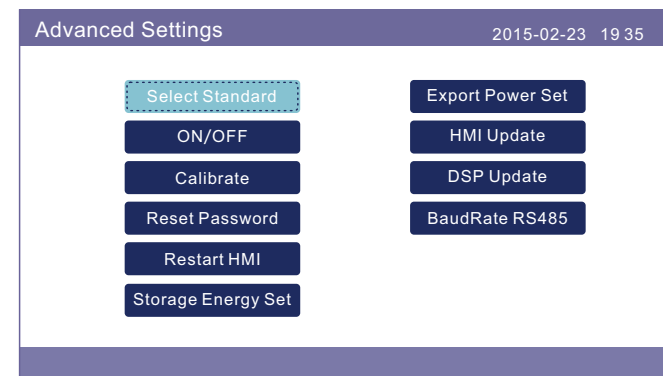 Advanced Settings 2015-02-23 19 35
Select Standard
ON/OFF
Calibrate
Reset Password
Restart HMI
Storage Energy Set
Export Power Set
HMI Update
DSP Update
BaudRate RS485